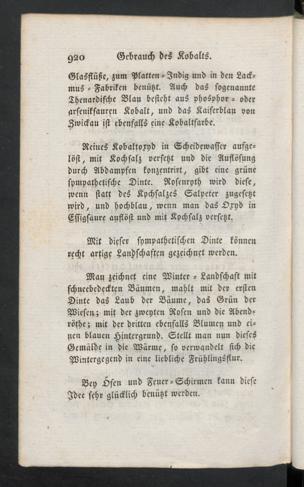 920 Gebrauch des Kobalts.
Glasflüße, zum Platten-Indig und in den Lack-
mus-Fabriken benützt. Auch das sogenannte
Thenardische Blau besteht aus phosphor- oder
arseniksauren Kobalt, und das Kaiserblau von
Zwickau ist ebenfalls eine Kobaltfarbe.
Reines Kobaltoxyd in Scheidewasser aufge-
löst, mit Kochsalz versetzt und die Auflösung
durch Abdampfen konzentrirt, gibt eine grüne
sympathetische Dinte. Rosenroth wird diese,
wenn statt des Kochsalzes Salpeter zugesetzt
wird, und hochblau, wenn man das Oxyd in
Essigsäure auflöst und mit Kochsalz versetzt.
Mit dieser sympathetischen Dinte können
recht artige Landschaften gezeichnet werden.
Man zeichnet eine Winter-Landschaft mit
schneebedeckten Bäumen, mahlt mit der ersten
Dinte das Laub der Bäume, das Grün der
Wiesen; mit der zweyten Rosen und die Abend-
röthe; mit der dritten ebenfalls Blumen und ei-
nen blauen Hintergrund. Stellt man nun dieses
Gemälde in die Wärme, so verwandelt sich die
Wintergegend in eine liebliche Frühlingsflur.
Bey Öfen und Feuer-Schirmen kann diese
Idee sehr glücklich benützt werden.